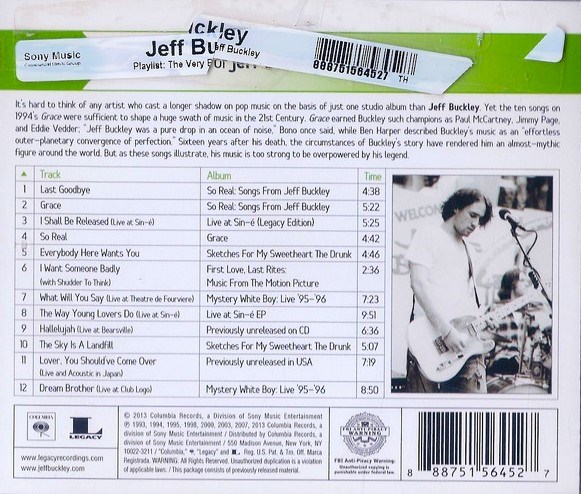 ckley
Jeff Bu
ff Buckley
Sony Music
Playlist: The Very
888751564527 TH
It's hard to think of any artist who cast a longer shadow on pop music on the basis of just one studio album than Jeff Buckley. Yet the ten songs on
1994's Grace were sufficient to shape a huge swath of music in the 21st Century. Grace earned Buckley such champions as Paul McCartney, Jimmy Page,
and Eddie Vedder; "Jeff Buckley was a pure drop in an ocean of noise," Bono once said, while Ben Harper described Buckley's music as an "effortless
outer-planetary convergence of perfection." Sixteen years after his death, the circumstances of Buckley's story have rendered him an almost-mythic
figure around the world. But as these songs illustrate, his music is too strong to be overpowered by his legend.
Track Album Time
1 Last Goodbye So Real: Songs From Jeff Buckley 4:38
2 Grace So Real: Songs From Jeff Buckley 5:22
3 I Shall Be Released (Live at Sin-é) Live at Sin-é (Legacy Edition) 5:25
4 So Real Grace 4:42
5 Everybody Here Wants You Sketches For My Sweetheart The Drunk 4:46
6 I Want Someone Badly First Love, Last Rites: 2:36
(with Shudder To Think) Music From The Motion Picture
7 What Will You Say (Live at Theatre de Fourviere) Mystery White Boy: Live '95-'96 7:23
8 The Way Young Lovers Do (Live at Sin-é) Live at Sin-é EP 9:51
9 Hallelujah (Live at Bearsville) Previously unreleased on CD 6:36
10 The Sky Is A Landfill Sketches For My Sweetheart The Drunk 5:07
11 Lover, You Should've Come Over Previously unreleased in USA 7:19
(Live and Acoustic in Japan)
12 Dream Brother (Live at Club Logo) Mystery White Boy: Live '95-'96 8:50
WELCOM
COLUMBIA
LEGACY
www.legacyrecordings.com
www.jeffbuckley.com
© 2013 Columbia Records, a Division of Sony Music Entertainment
℗ 1993, 1994, 1995, 1998, 2000, 2003, 2007, 2013 Columbia Records, a
division of Sony Music Entertainment / Distributed by Columbia Records, a
division of Sony Music Entertainment / 550 Madison Avenue, New York, NY
10022-3211 / "Columbia," , "Legacy" and Reg. U.S. Pat. & Tm. Off. Marca
Registrada. WARNING: All Rights Reserved. Unauthorized duplication is a violation
of applicable laws. / This package consists of previously released material.
FBI ANTI-PIRACY
WARNING
FBI Anti-Piracy Warning:
Unauthorized copying is
punishable under federal law.
8 88751 56452 7